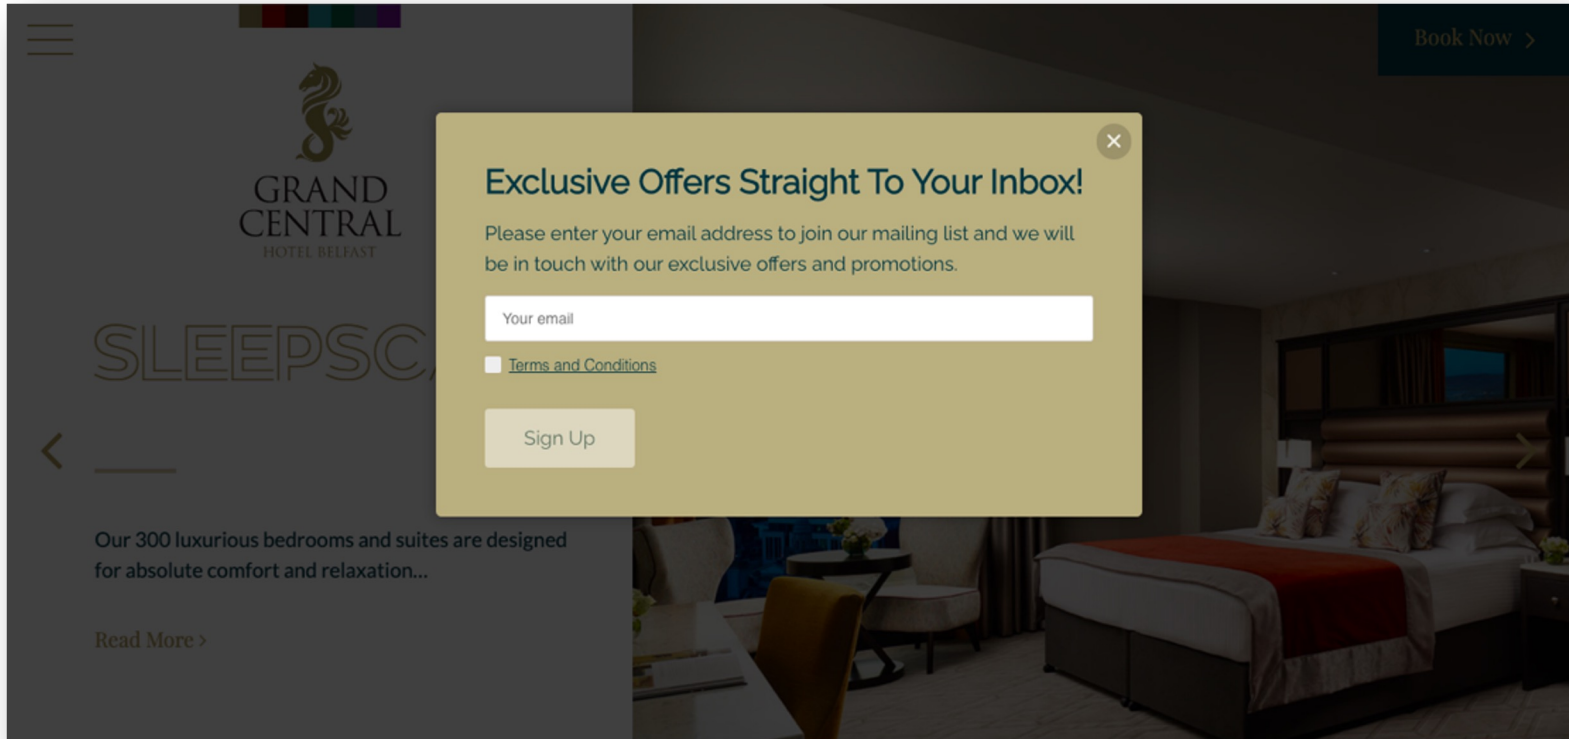 Book Now
GRAND
CENTRAL
HOTEL BELFAST
Exclusive Offers Straight To Your Inbox!
Please enter your email address to join our mailing list and we will
be in touch with our exclusive offers and promotions.
Your email
Terms and Conditions
Sign Up
SLEEPSC
Our 300 luxurious bedrooms and suites are designed
for absolute comfort and relaxation...
Read More >